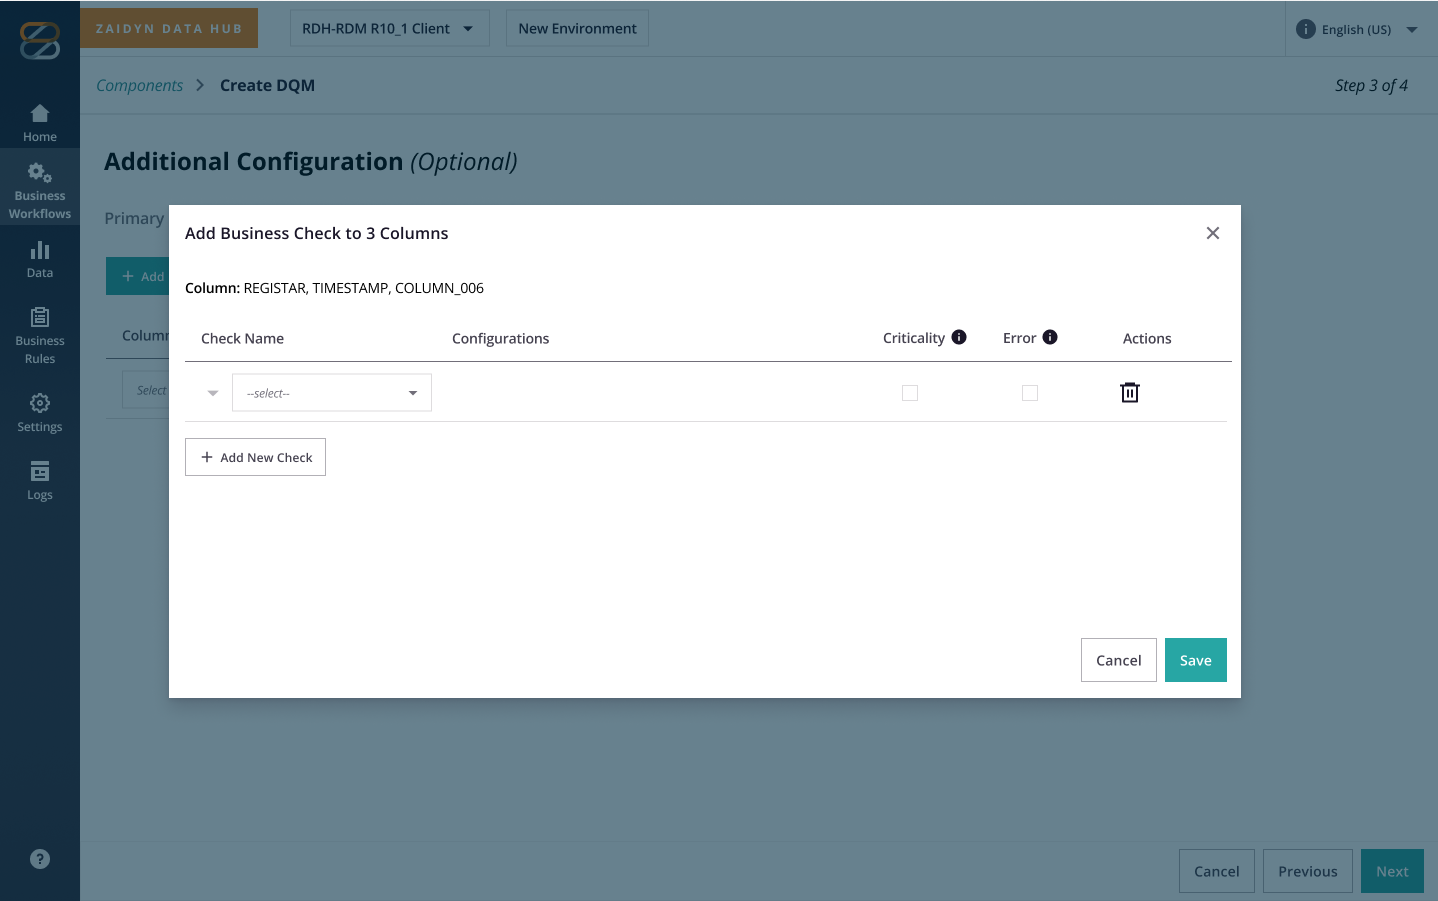 ZAIDYN DATA HUB
RDH-RDM R10_1 Client
New Environment
English (US)
Components
Create DQM
Step 3 of 4
Home
Business
Workflows
Data
Business
Rules
Settings
Logs
Additional Configuration (Optional)
Primary
+ Add
Column
Select
Add Business Check to 3 Columns
Column: REGISTAR, TIMESTAMP, COLUMN_006
Check Name
Configurations
Criticality
Error
Actions
--select--
+ Add New Check
Cancel
Save
Cancel
Previous
Next